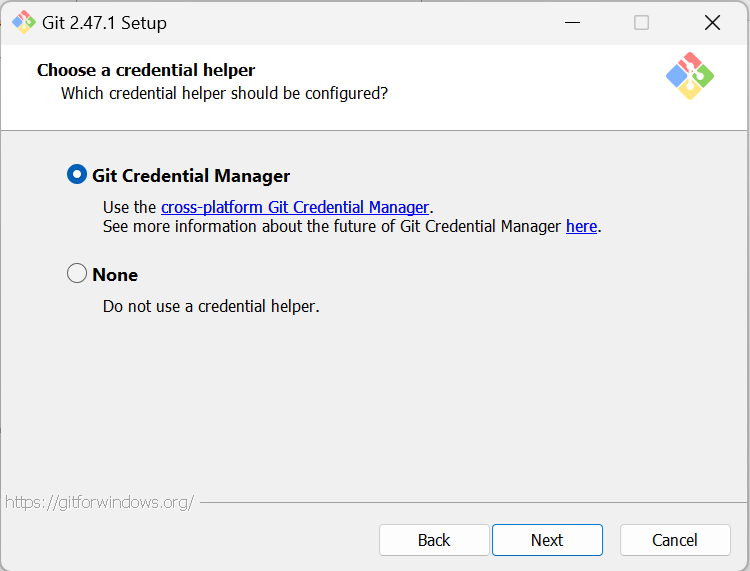 Git 2.47.1 Setup
Choose a credential helper
Which credential helper should be configured?
Git Credential Manager
Use the cross-platform Git Credential Manager.
See more information about the future of Git Credential Manager here.
None
Do not use a credential helper.
https://gitforwindows.org/
Back Next Cancel